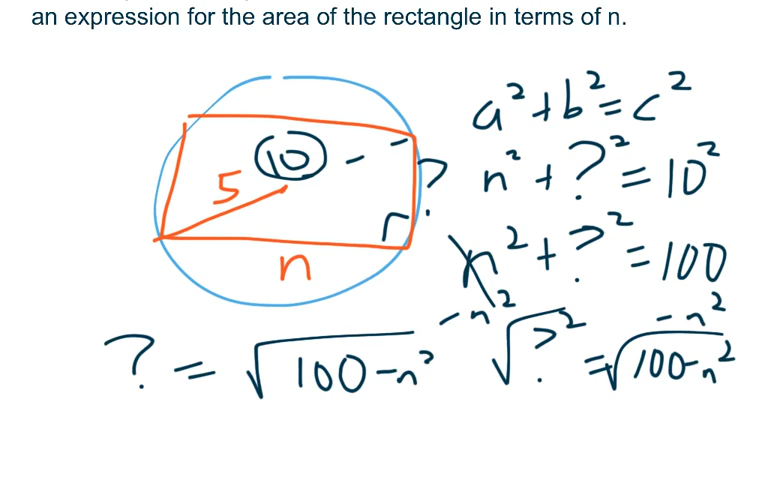 an expression for the area of the rectangle in terms of n.
a²+b²=c²
10
5
?
n²+?²=10²
n
n²+?²=100
-n² -n²
?=√100-n² √?²=√100-n²